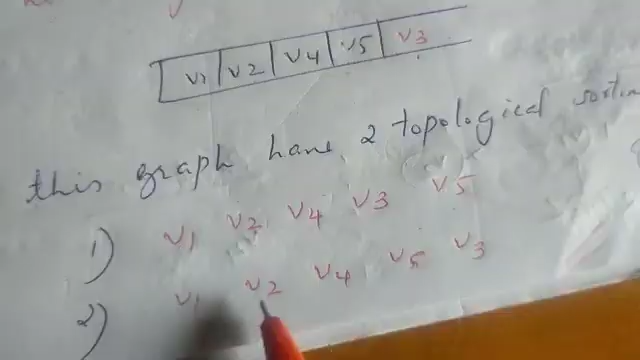 v1 v2 v4 v5 v3
this graph have 2 topological
1) v1 v2 v4 v3 v5
2) v1 v2 v4 v5 v3